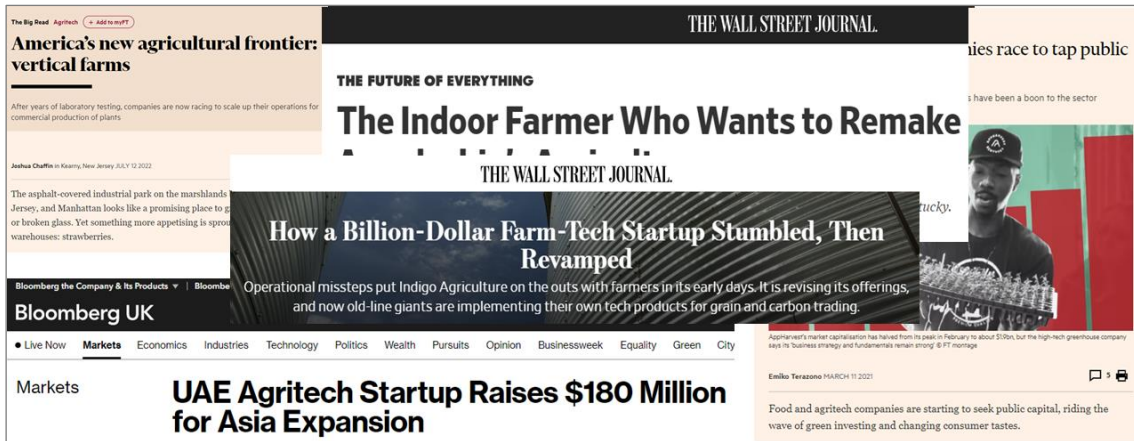 The Big Read Agritech + Add to myFT
America's new agricultural frontier:
vertical farms
After years of laboratory testing, companies are now racing to scale up their operations for
commercial production of plants
Joshua Chaffin in Kearny, New Jersey JULY 12 2022
The asphalt-covered industrial park on the marshlands
Jersey, and Manhattan looks like a promising place to
or broken glass. Yet something more appetising is
warehouses: strawberries.
THE WALL STREET JOURNAL.
THE FUTURE OF EVERYTHING
The Indoor Farmer Who Wants to Remake
tucky.
THE WALL STREET JOURNAL.
How a Billion-Dollar Farm-Tech Startup Stumbled, Then
Revamped
Operational missteps put Indigo Agriculture on the outs with farmers in its early days. It is revising its offerings,
and now old-line giants are implementing their own tech products for grain and carbon trading.
nies race to tap public
s have been a boon to the sector
AppHarvest's market capitalisation has halved from its peak in February to about $1.9bn, but the high-tech greenhouse company
says its 'business strategy and fundamentals remain strong' © FT montage
Emiko Terazono MARCH 11 2021
5
Food and agritech companies are starting to seek public capital, riding the
wave of green investing and changing consumer tastes.
Bloomberg the Company & Its Products ▼ | Bloombe
Bloomberg UK
• Live Now Markets Economics Industries Technology Politics Wealth Pursuits Opinion Businessweek Equality Green City
Markets
UAE Agritech Startup Raises $180 Million
for Asia Expansion